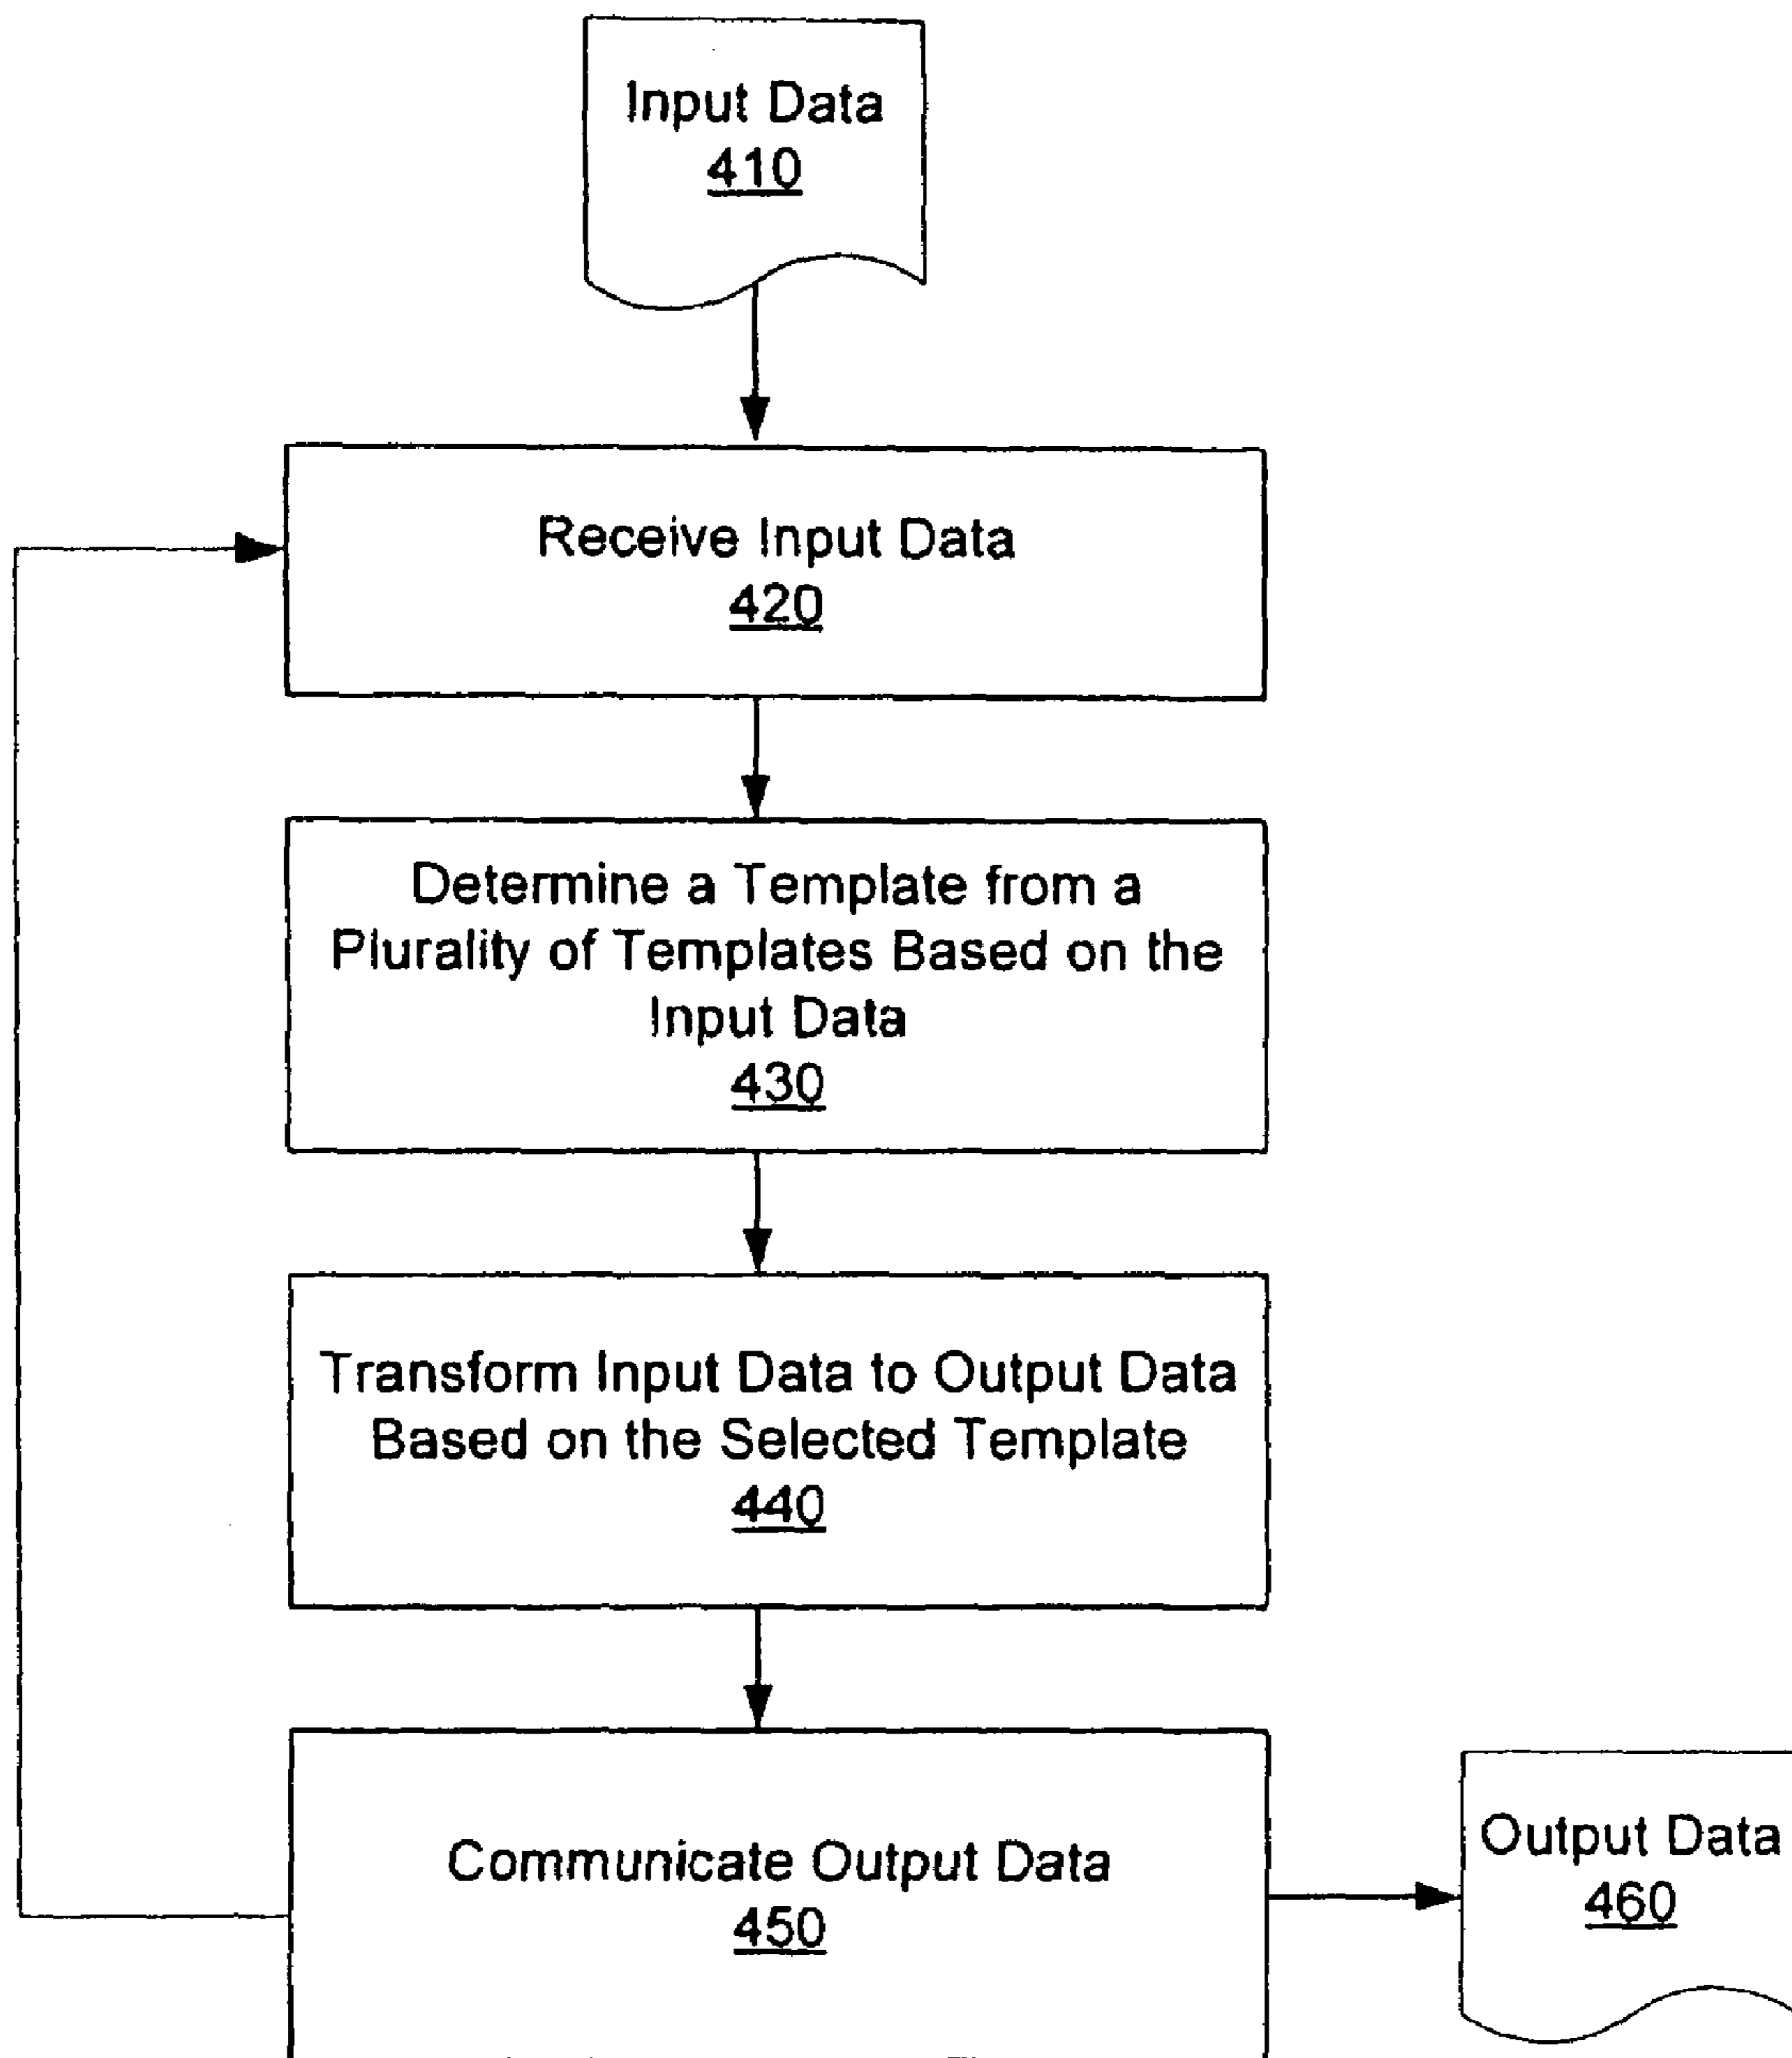 Input Data
410
Receive Input Data
420
Determine a Template from a
Plurality of Templates Based on the
Input Data
430
Transform Input Data to Output Data
Based on the Selected Template
440
Communicate Output Data
450
Output Data
460